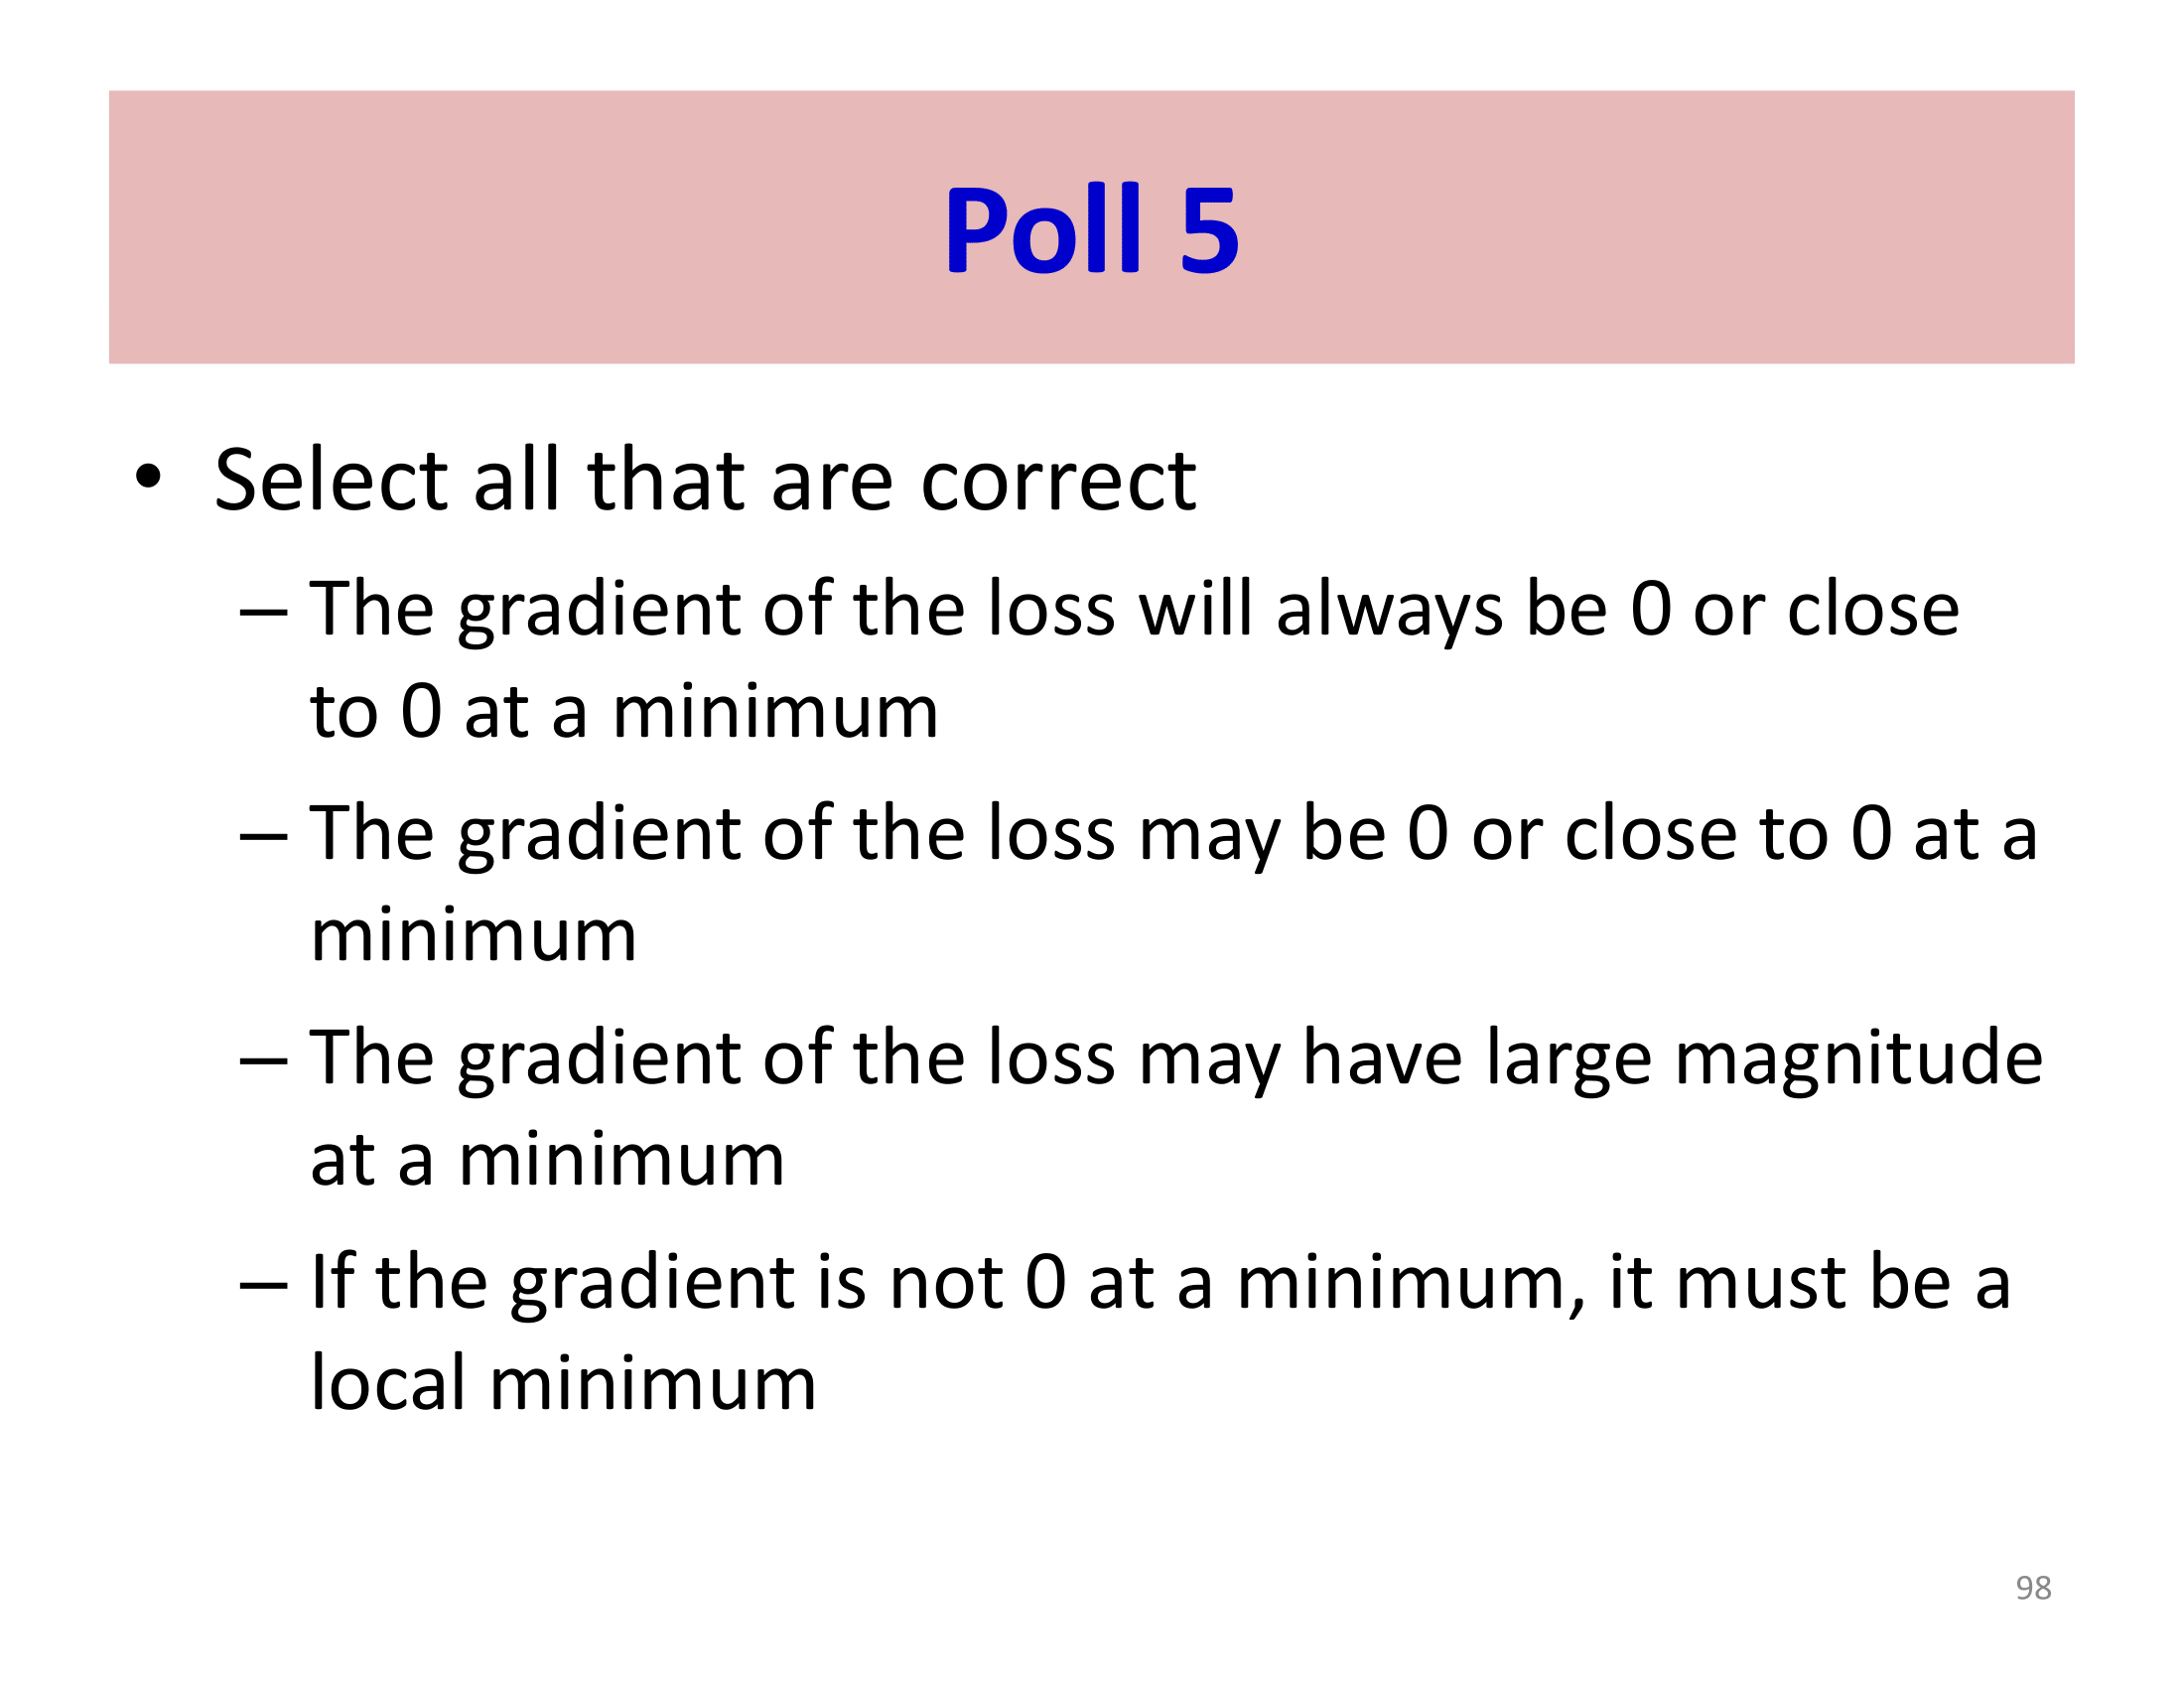 Poll 5
• Select all that are correct
– The gradient of the loss will always be 0 or close
to 0 at a minimum
– The gradient of the loss may be 0 or close to 0 at a
minimum
– The gradient of the loss may have large magnitude
at a minimum
– If the gradient is not 0 at a minimum, it must be a
local minimum
98